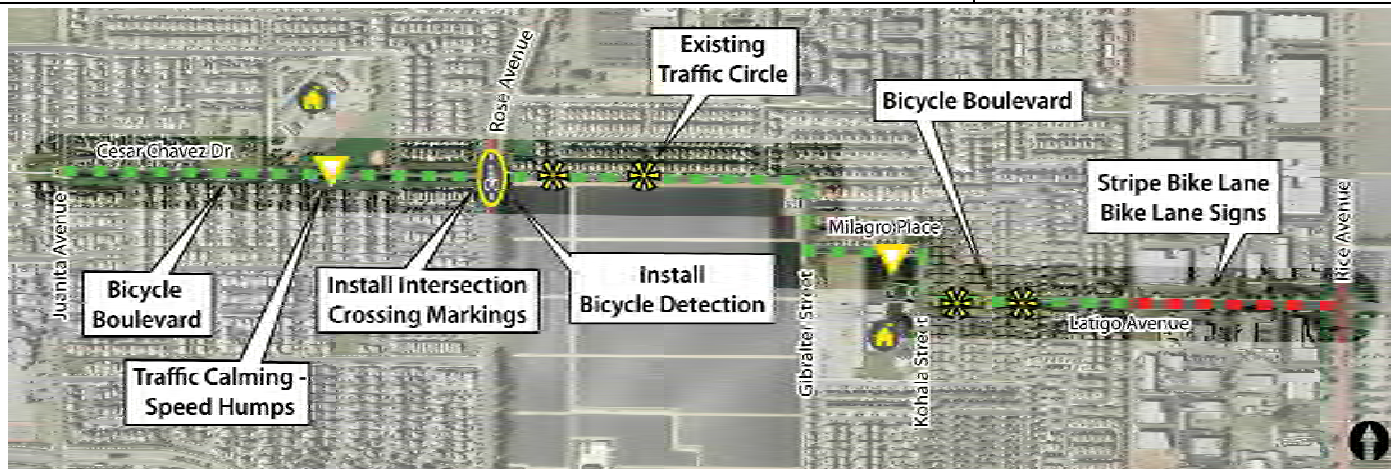 Existing
Traffic Circle
Rose Avenue
Bicycle Boulevard
Cesar Chavez Dr
Stripe Bike Lane
Bike Lane Signs
Juanita Avenue
Rice Avenue
Milagro Place
Bicycle
Boulevard
Install Intersection
Crossing Markings
Install
Bicycle Detection
Gibralter Street
Kohala Street
Latigo Avenue
Traffic Calming -
Speed Humps